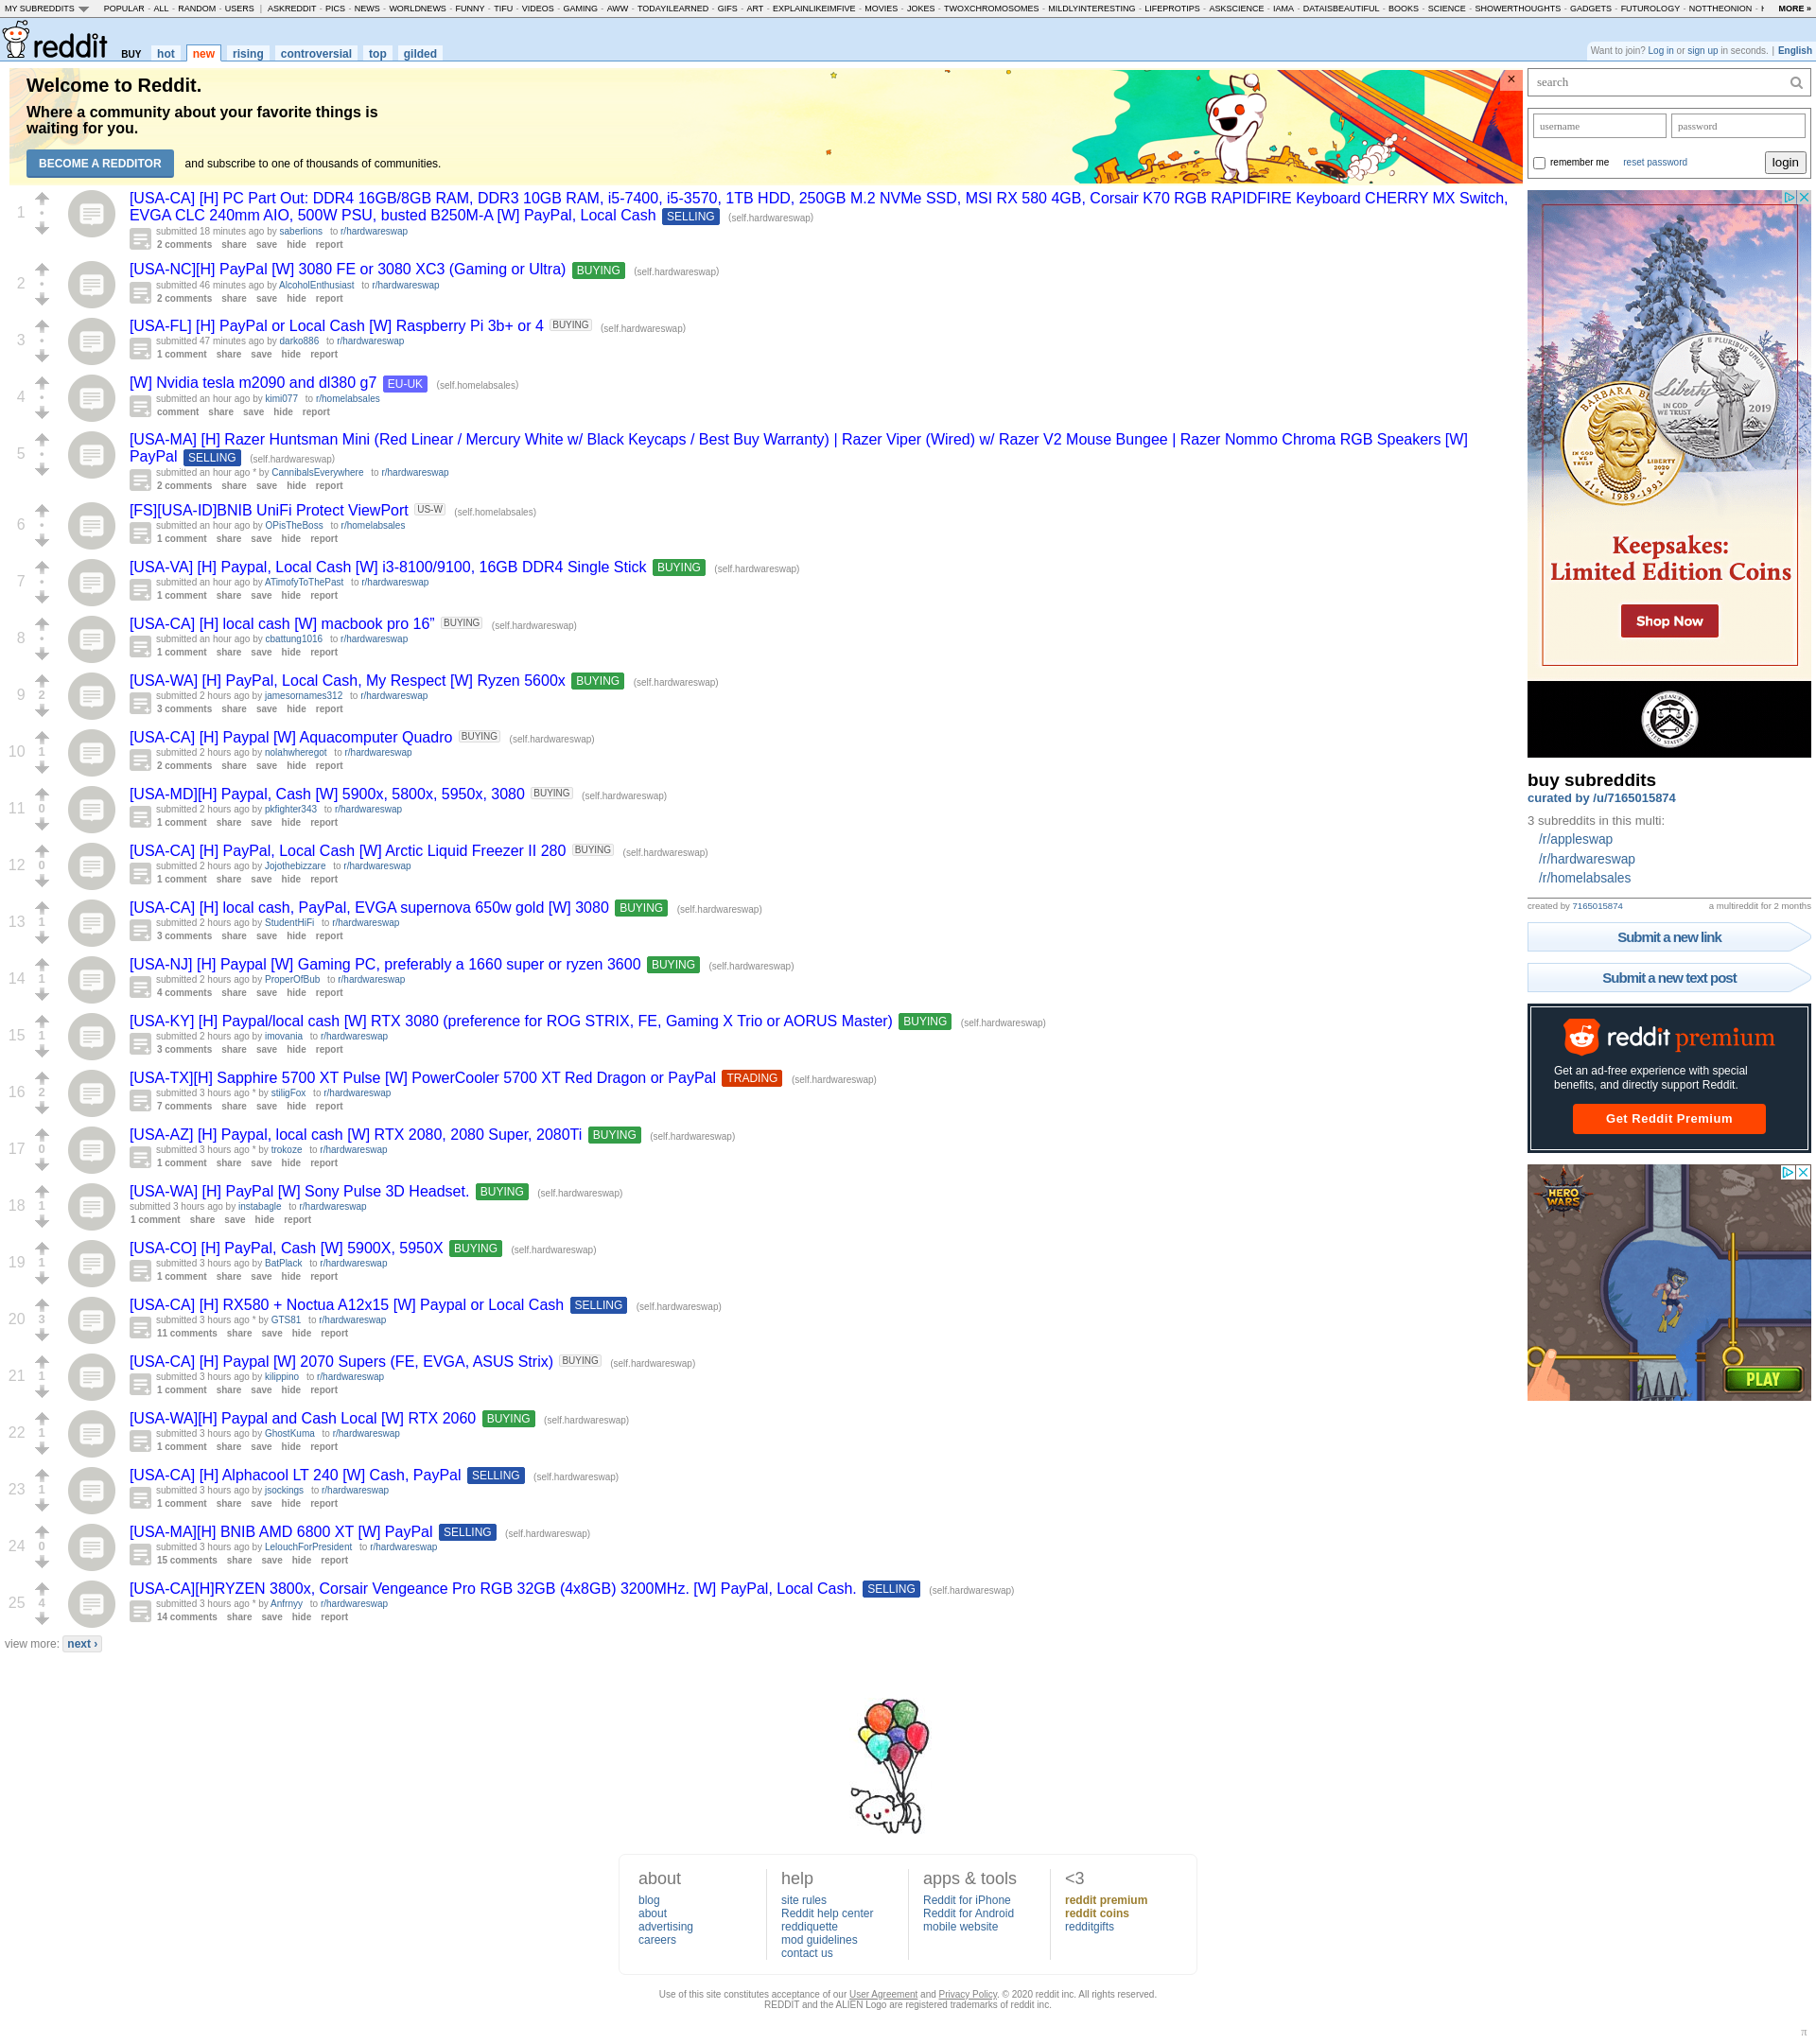 MY SUBREDDITS POPULAR - ALL - RANDOM - USERS | ASKREDDIT - PICS - NEWS - WORLDNEWS - FUNNY - TIFU - VIDEOS - GAMING - AWW - TODAYILEARNED - GIFS - ART - EXPLAINLIKEIMFIVE - MOVIES - JOKES - TWOXCHROMOSOMES - MILDLYINTERESTING - LIFEPROTIPS - ASKSCIENCE - IAMA - DATAISBEAUTIFUL - BOOKS - SCIENCE - SHOWERTHOUGHTS - GADGETS - FUTUROLOGY - NOTTHEONION - MORE »
reddit BUY hot new rising controversial top gilded
Want to join? Log in or sign up in seconds. | English
Welcome to Reddit.
Where a community about your favorite things is
waiting for you.
BECOME A REDDITOR and subscribe to one of thousands of communities.
1 [USA-CA] [H] PC Part Out: DDR4 16GB/8GB RAM, DDR3 10GB RAM, i5-7400, i5-3570, 1TB HDD, 250GB M.2 NVMe SSD, MSI RX 580 4GB, Corsair K70 RGB RAPIDFIRE Keyboard CHERRY MX Switch,
EVGA CLC 240mm AIO, 500W PSU, busted B250M-A [W] PayPal, Local Cash SELLING (self.hardwareswap)
submitted 18 minutes ago by saberlions to r/hardwareswap
2 comments share save hide report
2 [USA-NC][H] PayPal [W] 3080 FE or 3080 XC3 (Gaming or Ultra) BUYING (self.hardwareswap)
submitted 46 minutes ago by AlcoholEnthusiast to r/hardwareswap
2 comments share save hide report
3 [USA-FL] [H] PayPal or Local Cash [W] Raspberry Pi 3b+ or 4 BUYING (self.hardwareswap)
submitted 47 minutes ago by darko886 to r/hardwareswap
1 comment share save hide report
4 [W] Nvidia tesla m2090 and dl380 g7 EU-UK (self.homelabsales)
submitted an hour ago by kimi077 to r/homelabsales
comment share save hide report
5 [USA-MA] [H] Razer Huntsman Mini (Red Linear / Mercury White w/ Black Keycaps / Best Buy Warranty) | Razer Viper (Wired) w/ Razer V2 Mouse Bungee | Razer Nommo Chroma RGB Speakers [W]
PayPal SELLING (self.hardwareswap)
submitted an hour ago * by CannibalsEverywhere to r/hardwareswap
2 comments share save hide report
6 [FS][USA-ID]BNIB UniFi Protect ViewPort US-W (self.homelabsales)
submitted an hour ago by OPisTheBoss to r/homelabsales
1 comment share save hide report
7 [USA-VA] [H] Paypal, Local Cash [W] i3-8100/9100, 16GB DDR4 Single Stick BUYING (self.hardwareswap)
submitted an hour ago by ATimofyToThePast to r/hardwareswap
1 comment share save hide report
8 [USA-CA] [H] local cash [W] macbook pro 16" BUYING (self.hardwareswap)
submitted an hour ago by cbattung1016 to r/hardwareswap
1 comment share save hide report
9 2 [USA-WA] [H] PayPal, Local Cash, My Respect [W] Ryzen 5600x BUYING (self.hardwareswap)
submitted 2 hours ago by jamesornames312 to r/hardwareswap
3 comments share save hide report
10 1 [USA-CA] [H] Paypal [W] Aquacomputer Quadro BUYING (self.hardwareswap)
submitted 2 hours ago by nolahwheregot to r/hardwareswap
2 comments share save hide report
11 0 [USA-MD][H] Paypal, Cash [W] 5900x, 5800x, 5950x, 3080 BUYING (self.hardwareswap)
submitted 2 hours ago by pkfighter343 to r/hardwareswap
1 comment share save hide report
12 0 [USA-CA] [H] PayPal, Local Cash [W] Arctic Liquid Freezer II 280 BUYING (self.hardwareswap)
submitted 2 hours ago by Jojothebizzare to r/hardwareswap
1 comment share save hide report
13 1 [USA-CA] [H] local cash, PayPal, EVGA supernova 650w gold [W] 3080 BUYING (self.hardwareswap)
submitted 2 hours ago by StudentHiFi to r/hardwareswap
3 comments share save hide report
14 1 [USA-NJ] [H] Paypal [W] Gaming PC, preferably a 1660 super or ryzen 3600 BUYING (self.hardwareswap)
submitted 2 hours ago by ProperOfBub to r/hardwareswap
4 comments share save hide report
15 1 [USA-KY] [H] Paypal/local cash [W] RTX 3080 (preference for ROG STRIX, FE, Gaming X Trio or AORUS Master) BUYING (self.hardwareswap)
submitted 2 hours ago by imovania to r/hardwareswap
3 comments share save hide report
16 2 [USA-TX][H] Sapphire 5700 XT Pulse [W] PowerCooler 5700 XT Red Dragon or PayPal TRADING (self.hardwareswap)
submitted 3 hours ago * by stiligFox to r/hardwareswap
7 comments share save hide report
17 0 [USA-AZ] [H] Paypal, local cash [W] RTX 2080, 2080 Super, 2080Ti BUYING (self.hardwareswap)
submitted 3 hours ago * by trokoze to r/hardwareswap
1 comment share save hide report
18 1 [USA-WA] [H] PayPal [W] Sony Pulse 3D Headset. BUYING (self.hardwareswap)
submitted 3 hours ago by instabagle to r/hardwareswap
1 comment share save hide report
19 1 [USA-CO] [H] PayPal, Cash [W] 5900X, 5950X BUYING (self.hardwareswap)
submitted 3 hours ago by BatPlack to r/hardwareswap
1 comment share save hide report
20 3 [USA-CA] [H] RX580 + Noctua A12x15 [W] Paypal or Local Cash SELLING (self.hardwareswap)
submitted 3 hours ago * by GTS81 to r/hardwareswap
11 comments share save hide report
21 1 [USA-CA] [H] Paypal [W] 2070 Supers (FE, EVGA, ASUS Strix) BUYING (self.hardwareswap)
submitted 3 hours ago by kilippino to r/hardwareswap
1 comment share save hide report
22 1 [USA-WA][H] Paypal and Cash Local [W] RTX 2060 BUYING (self.hardwareswap)
submitted 3 hours ago by GhostKuma to r/hardwareswap
1 comment share save hide report
23 1 [USA-CA] [H] Alphacool LT 240 [W] Cash, PayPal SELLING (self.hardwareswap)
submitted 3 hours ago by jsockings to r/hardwareswap
1 comment share save hide report
24 0 [USA-MA][H] BNIB AMD 6800 XT [W] PayPal SELLING (self.hardwareswap)
submitted 3 hours ago by LelouchForPresident to r/hardwareswap
15 comments share save hide report
25 4 [USA-CA][H]RYZEN 3800x, Corsair Vengeance Pro RGB 32GB (4x8GB) 3200MHz. [W] PayPal, Local Cash. SELLING (self.hardwareswap)
submitted 3 hours ago * by Anfrnyy to r/hardwareswap
14 comments share save hide report
view more: next ›
search
username password
remember me reset password login
E PLURIBUS UNUM
Liberty
IN GOD WE TRUST
2019
BARBARA
IN GOD WE TRUST
LIBERTY
2020
41st 1989-1993
Keepsakes:
Limited Edition Coins
Shop Now
buy subreddits
curated by /u/7165015874
3 subreddits in this multi:
/r/appleswap
/r/hardwareswap
/r/homelabsales
created by 7165015874 a multireddit for 2 months
Submit a new link
Submit a new text post
reddit premium
Get an ad-free experience with special
benefits, and directly support Reddit.
Get Reddit Premium
HERO
WARS
PLAY
about
blog
about
advertising
careers
help
site rules
Reddit help center
reddiquette
mod guidelines
contact us
apps & tools
Reddit for iPhone
Reddit for Android
mobile website
<3
reddit premium
reddit coins
redditgifts
Use of this site constitutes acceptance of our User Agreement and Privacy Policy. © 2020 reddit inc. All rights reserved.
REDDIT and the ALIEN Logo are registered trademarks of reddit inc.
π